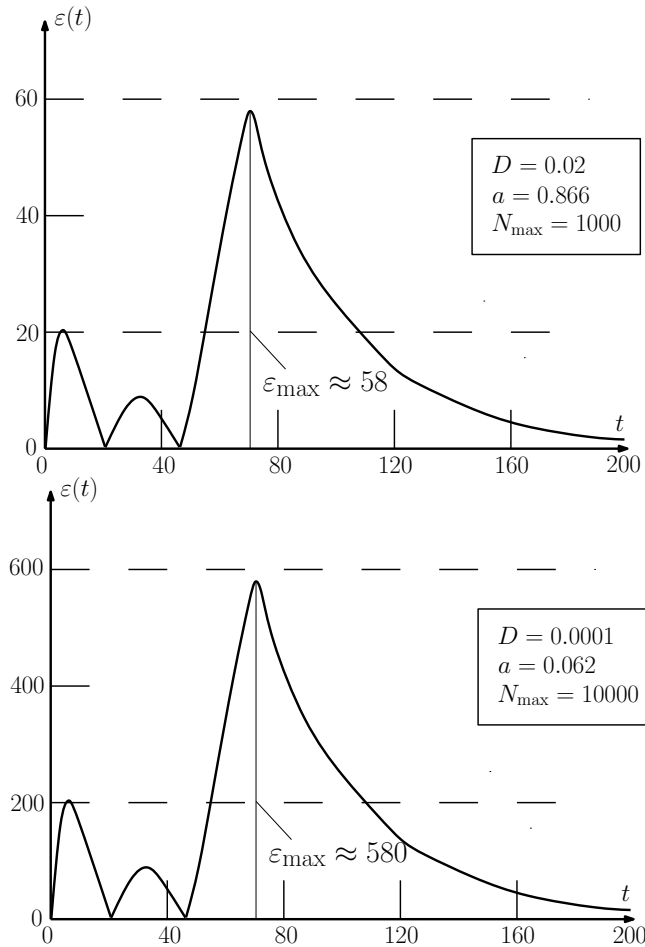 ε(t)
60
40
20
0
D = 0.02
a = 0.866
N_max = 1000
ε_max ≈ 58
t
0 40 80 120 160 200
ε(t)
600
400
200
0
D = 0.0001
a = 0.062
N_max = 10000
ε_max ≈ 580
t
0 40 80 120 160 200